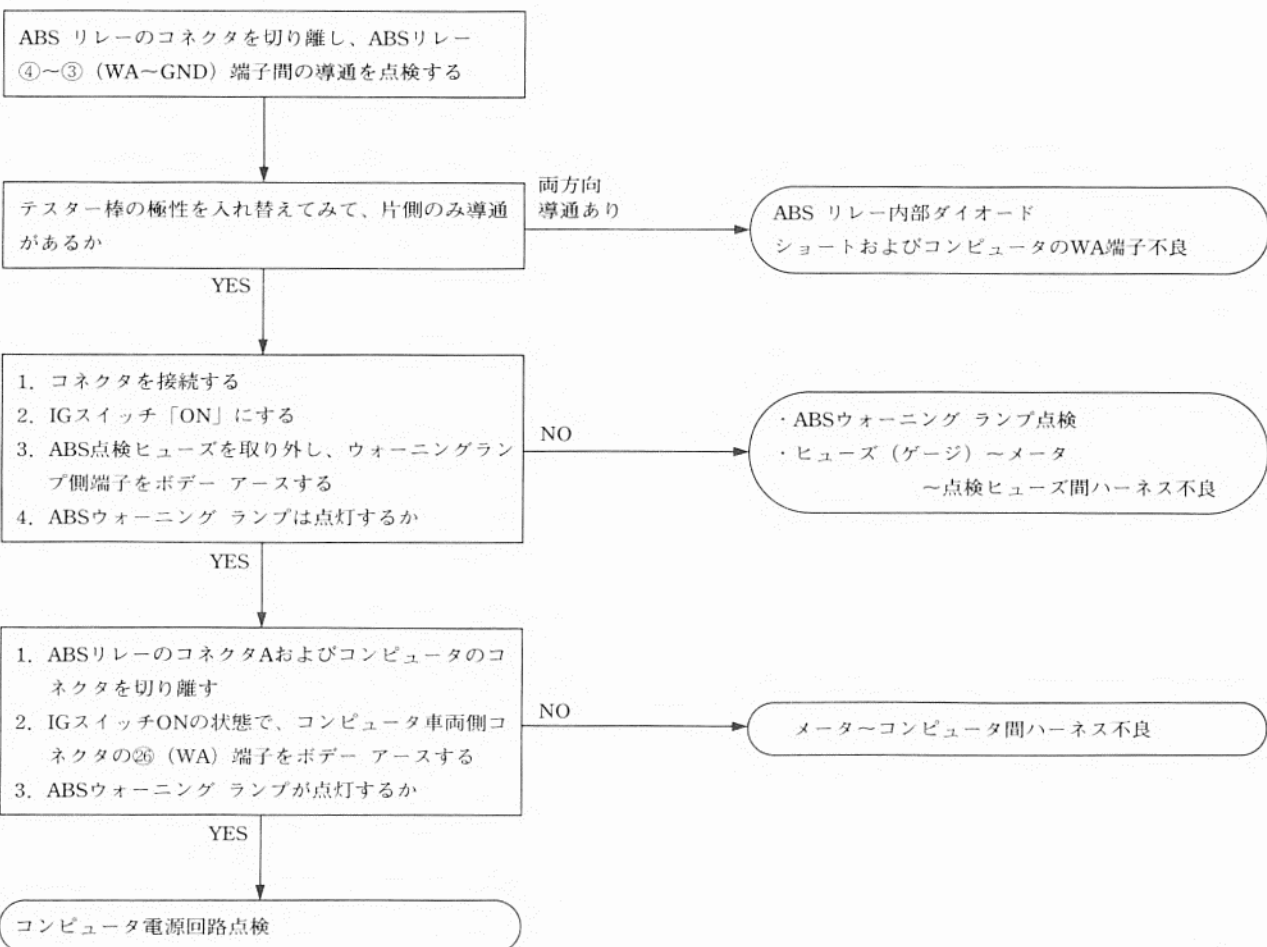 ABS リレーのコネクタを切り離し、ABSリレー
④～③（WA～GND）端子間の導通を点検する
テスター棒の極性を入れ替えてみて、片側のみ導通
があるか
両方向
導通あり
ABS リレー内部ダイオード
ショートおよびコンピュータのWA端子不良
YES
1. コネクタを接続する
2. IGスイッチ「ON」にする
3. ABS点検ヒューズを取り外し、ウォーニングラン
プ側端子をボデー アースする
4. ABSウォーニング ランプは点灯するか
NO
・ABSウォーニング ランプ点検
・ヒューズ（ゲージ）～メータ
～点検ヒューズ間ハーネス不良
YES
1. ABSリレーのコネクタAおよびコンピュータのコ
ネクタを切り離す
2. IGスイッチONの状態で、コンピュータ車両側コ
ネクタの㉖（WA）端子をボデー アースする
3. ABSウォーニング ランプが点灯するか
NO
メータ～コンピュータ間ハーネス不良
YES
コンピュータ電源回路点検